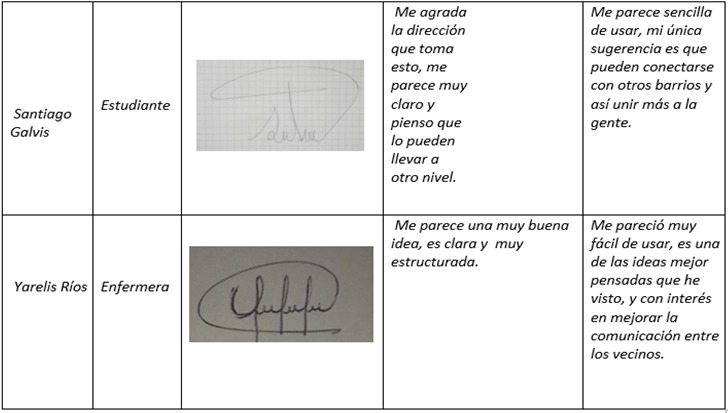 Santiago
Galvis
Estudiante
Me agrada
la dirección
que toma
esto, me
parece muy
claro y
pienso que
lo pueden
llevar a
otro nivel.
Me parece sencilla
de usar, mi única
sugerencia es que
pueden conectarse
con otros barrios y
así unir más a la
gente.
Yarelis Ríos
Enfermera
Me parece una muy buena
idea, es clara y muy
estructurada.
Me pareció muy
fácil de usar, es una
de las ideas mejor
pensadas que he
visto, y con interés
en mejorar la
comunicación entre
los vecinos.